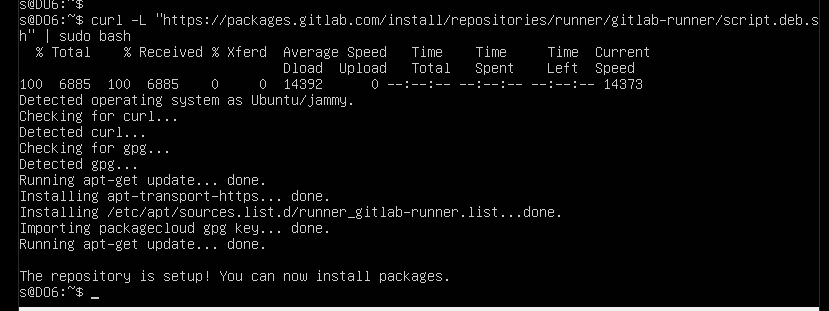 s@DO6:~$
s@DO6:~$ curl -L "https://packages.gitlab.com/install/repositories/runner/gitlab-runner/script.deb.s
h" | sudo bash
  % Total    % Received % Xferd  Average Speed   Time    Time     Time  Current
                                 Dload  Upload   Total   Spent    Left  Speed
100  6885  100  6885    0     0  14392      0 --:--:-- --:--:-- --:--:-- 14373
Detected operating system as Ubuntu/jammy.
Checking for curl...
Detected curl...
Checking for gpg...
Detected gpg...
Running apt-get update... done.
Installing apt-transport-https... done.
Installing /etc/apt/sources.list.d/runner_gitlab-runner.list...done.
Importing packagecloud gpg key... done.
Running apt-get update... done.

The repository is setup! You can now install packages.
s@DO6:~$ _